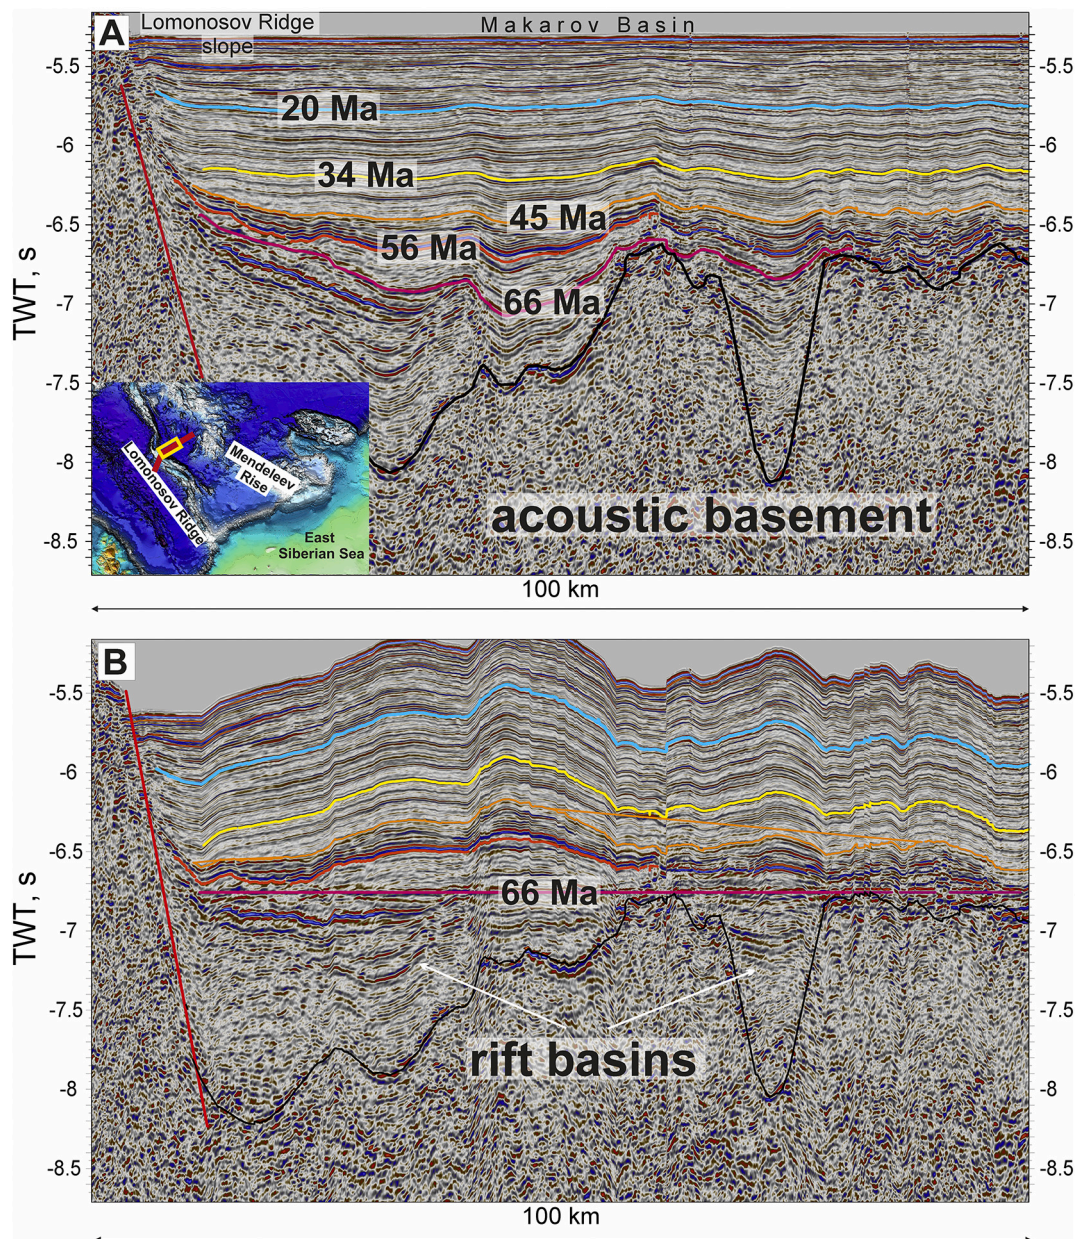 A
Lomonosov Ridge
slope
Makarov Basin
-5.5
-6
-6.5
-7
-7.5
-8
-8.5
TWT, s
-5.5
-6
-6.5
-7
-7.5
-8
-8.5
20 Ma
34 Ma
45 Ma
56 Ma
66 Ma
acoustic basement
Lomonosov Ridge
Mendeleev
Rise
East
Siberian Sea
100 km
B
-5.5
-6
-6.5
-7
-7.5
-8
-8.5
TWT, s
-5.5
-6
-6.5
-7
-7.5
-8
-8.5
66 Ma
rift basins
100 km